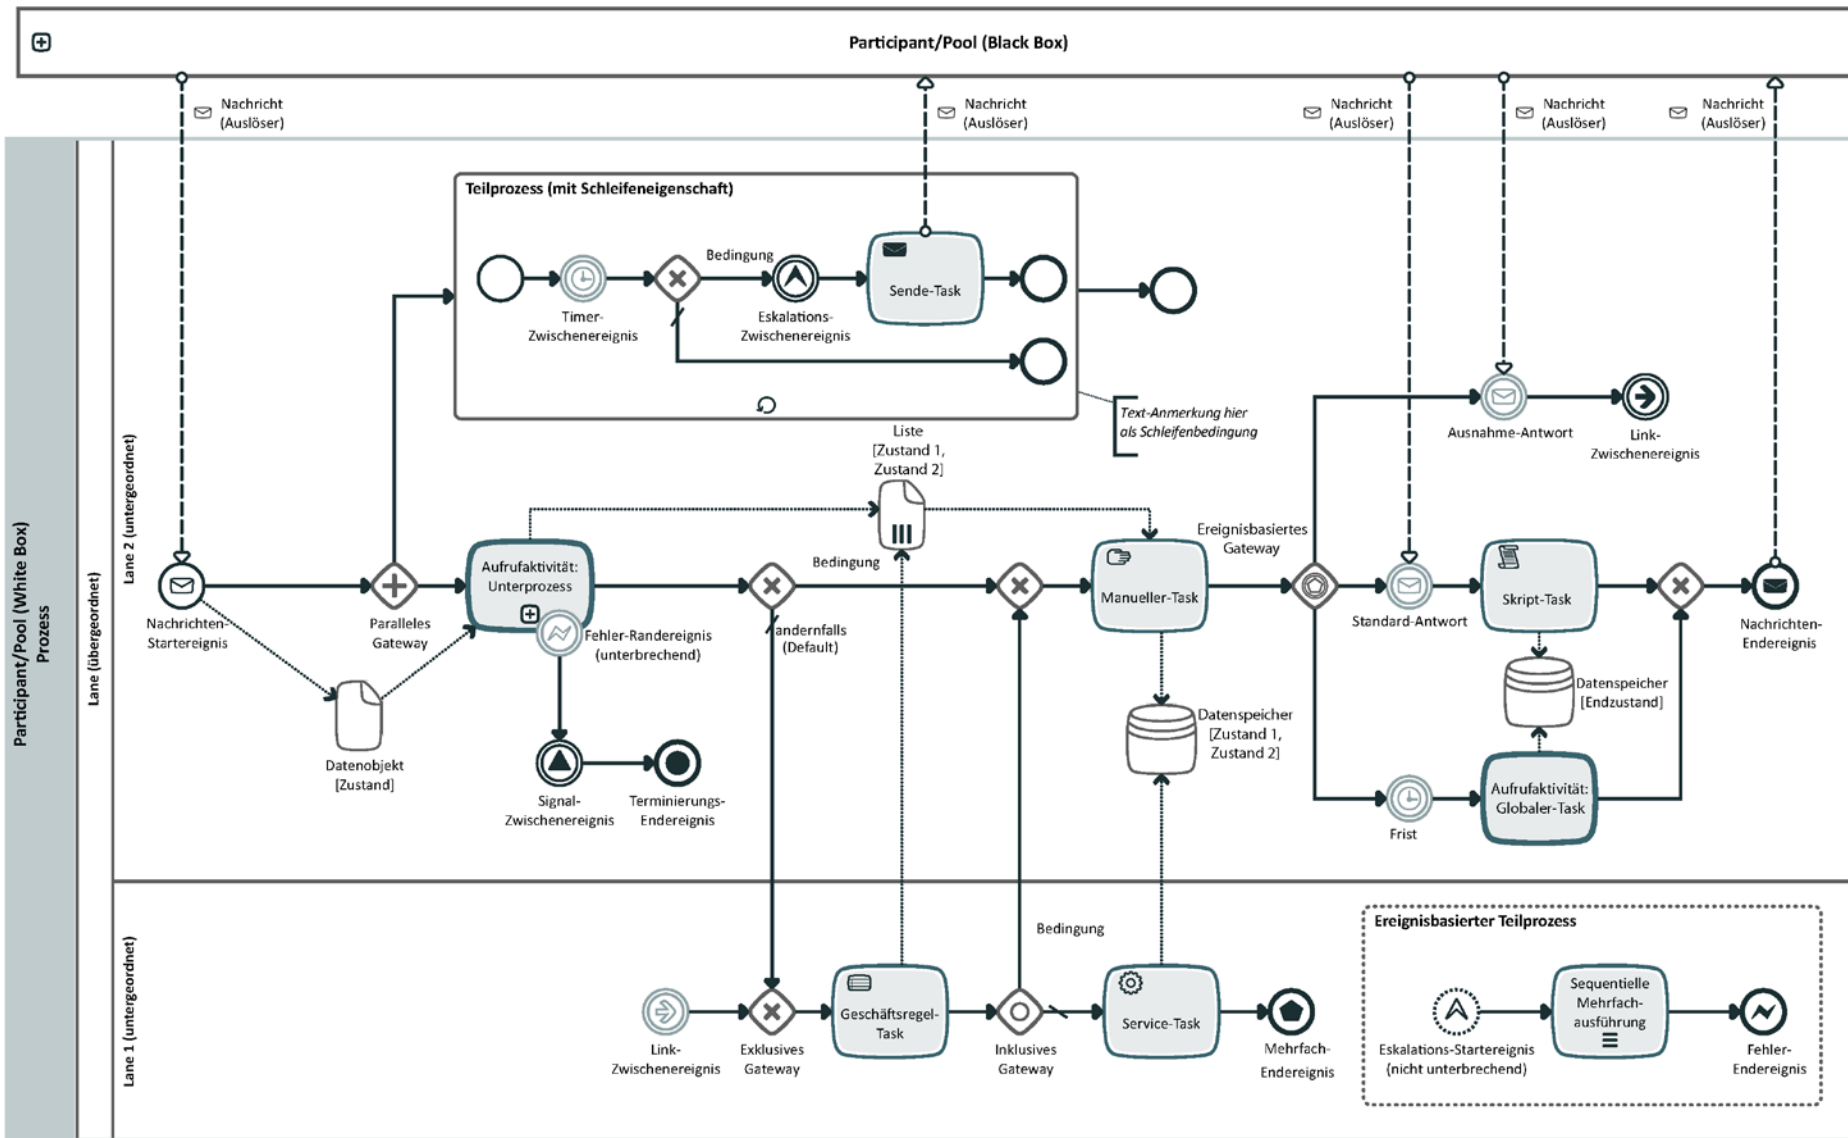 Participant/Pool (Black Box)
Nachricht
(Auslöser)
Nachricht
(Auslöser)
Nachricht
(Auslöser)
Nachricht
(Auslöser)
Nachricht
(Auslöser)
Participant/Pool (White Box)
Prozess
Lane (übergeordnet)
Lane 2 (untergeordnet)
Teilprozess (mit Schleifeneigenschaft)
Timer-
Zwischenereignis
Bedingung
Eskalations-
Zwischenereignis
Sende-Task
Text-Anmerkung hier
als Schleifenbedingung
Ausnahme-Antwort
Link-
Zwischenereignis
Liste
[Zustand 1,
Zustand 2]
Nachrichten-
Startereignis
Paralleles
Gateway
Aufrufaktivität:
Unterprozess
Fehler-Randereignis
(unterbrechend)
Bedingung
andernfalls
(Default)
Manueller-Task
Ereignisbasiertes
Gateway
Standard-Antwort
Skript-Task
Nachrichten-
Endereignis
Datenobjekt
[Zustand]
Signal-
Zwischenereignis
Terminierungs-
Endereignis
Datenspeicher
[Zustand 1,
Zustand 2]
Datenspeicher
[Endzustand]
Frist
Aufrufaktivität:
Globaler-Task
Lane 1 (untergeordnet)
Link-
Zwischenereignis
Exklusives
Gateway
Geschäftsregel-
Task
Inklusives
Gateway
Bedingung
Service-Task
Mehrfach-
Endereignis
Ereignisbasierter Teilprozess
Eskalations-Startereignis
(nicht unterbrechend)
Sequentielle
Mehrfach-
ausführung
Fehler-
Endereignis